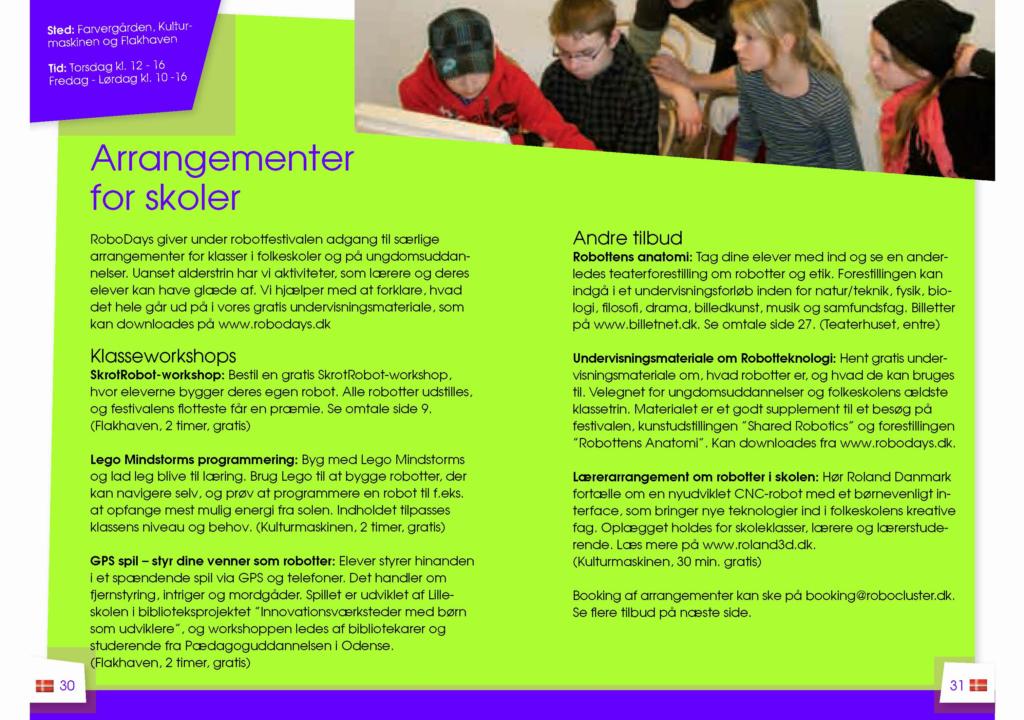 Sted: Farvergården, Kultur-
maskinen og Flakhaven
Tid: Torsdag kl. 12 - 16
Fredag - Lørdag kl. 10 -16
Arrangementer
for skoler
RoboDays giver under robotfestivalen adgang til særlige
arrangementer for klasser i folkeskoler og på ungdomsuddan-
nelser. Uanset alderstrin har vi aktiviteter, som lærere og deres
elever kan have glæde af. Vi hjælper med at forklare, hvad
det hele går ud på i vores gratis undervisningsmateriale, som
kan downloades på www.robodays.dk
Klasseworkshops
SkrotRobot-workshop: Bestil en gratis SkrotRobot-workshop,
hvor eleverne bygger deres egen robot. Alle robotter udstilles,
og festivalens flotteste får en præmie. Se omtale side 9.
(Flakhaven, 2 timer, gratis)
Lego Mindstorms programmering: Byg med Lego Mindstorms
og lad leg blive til læring. Brug Lego til at bygge robotter, der
kan navigere selv, og prøv at programmere en robot til f.eks.
at opfange mest mulig energi fra solen. Indholdet tilpasses
klassens niveau og behov. (Kulturmaskinen, 2 timer, gratis)
GPS spil – styr dine venner som robotter: Elever styrer hinanden
i et spændende spil via GPS og telefoner. Det handler om
fjernstyring, intriger og mordgåder. Spillet er udviklet af Lille-
skolen i biblioteksprojektet ”Innovationsværksteder med børn
som udviklere”, og workshoppen ledes af bibliotekarer og
studerende fra Pædagoguddannelsen i Odense.
(Flakhaven, 2 timer, gratis)
30
Andre tilbud
Robottens anatomi: Tag dine elever med ind og se en ander-
ledes teaterforestilling om robotter og etik. Forestillingen kan
indgå i et undervisningsforløb inden for natur/teknik, fysik, bio-
logi, filosofi, drama, billedkunst, musik og samfundsfag. Billetter
på www.billetnet.dk. Se omtale side 27. (Teaterhuset, entre)
Undervisningsmateriale om Robotteknologi: Hent gratis under-
visningsmateriale om, hvad robotter er, og hvad de kan bruges
til. Velegnet for ungdomsuddannelser og folkeskolens ældste
klassetrin. Materialet er et godt supplement til et besøg på
festivalen, kunstudstillingen ”Shared Robotics” og forestillingen
”Robottens Anatomi”. Kan downloades fra www.robodays.dk.
Lærerarrangement om robotter i skolen: Hør Roland Danmark
fortælle om en nyudviklet CNC-robot med et børnevenligt in-
terface, som bringer nye teknologier ind i folkeskolens kreative
fag. Oplægget holdes for skoleklasser, lærere og lærerstude-
rende. Læs mere på www.roland3d.dk.
(Kulturmaskinen, 30 min. gratis)
Booking af arrangementer kan ske på booking@robocluster.dk.
Se flere tilbud på næste side.
31